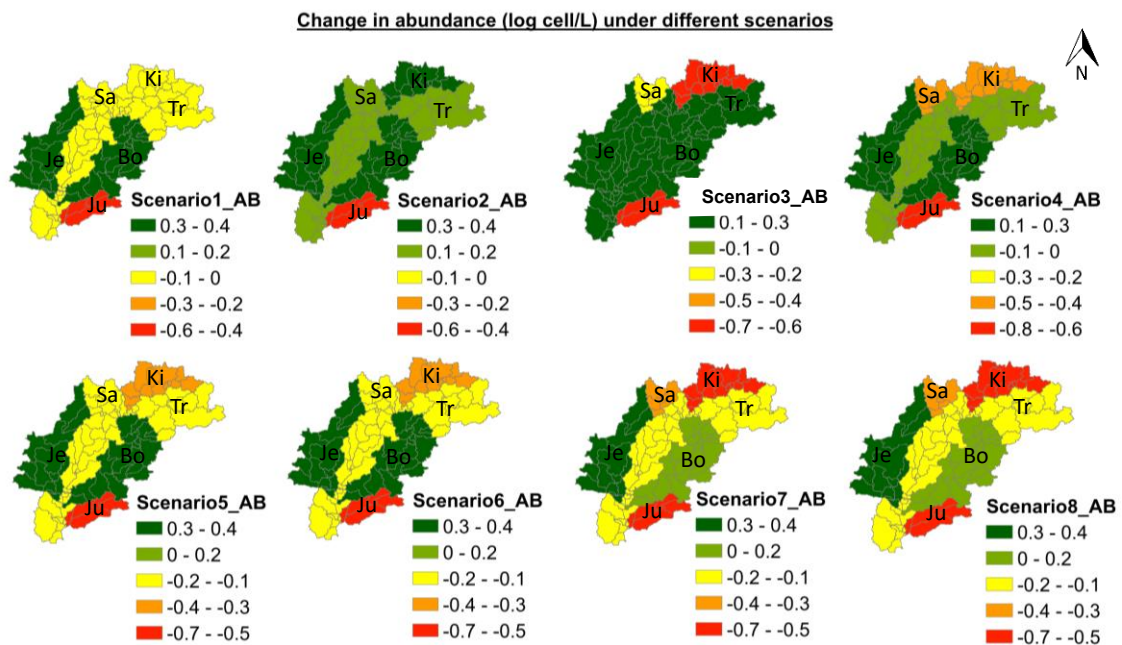 Change in abundance (log cell/L) under different scenarios
N
Ki
Sa
Tr
Je
Bo
Ju
Scenario1_AB
0.3 - 0.4
0.1 - 0.2
-0.1 - 0
-0.3 - -0.2
-0.6 - -0.4
Ki
Sa
Tr
Je
Bo
Ju
Scenario2_AB
0.3 - 0.4
0.1 - 0.2
-0.1 - 0
-0.3 - -0.2
-0.6 - -0.4
Ki
Sa
Tr
Je
Bo
Ju
Scenario3_AB
0.1 - 0.3
-0.1 - 0
-0.3 - -0.2
-0.5 - -0.4
-0.7 - -0.6
Ki
Sa
Tr
Je
Bo
Ju
Scenario4_AB
0.1 - 0.3
-0.1 - 0
-0.3 - -0.2
-0.5 - -0.4
-0.8 - -0.6
Ki
Sa
Tr
Je
Bo
Ju
Scenario5_AB
0.3 - 0.4
0 - 0.2
-0.2 - -0.1
-0.4 - -0.3
-0.7 - -0.5
Ki
Sa
Tr
Je
Bo
Ju
Scenario6_AB
0.3 - 0.4
0 - 0.2
-0.2 - -0.1
-0.4 - -0.3
-0.7 - -0.5
Ki
Sa
Tr
Je
Bo
Ju
Scenario7_AB
0.3 - 0.4
0 - 0.2
-0.2 - -0.1
-0.4 - -0.3
-0.7 - -0.5
Ki
Sa
Tr
Je
Bo
Ju
Scenario8_AB
0.3 - 0.4
0 - 0.2
-0.2 - -0.1
-0.4 - -0.3
-0.7 - -0.5